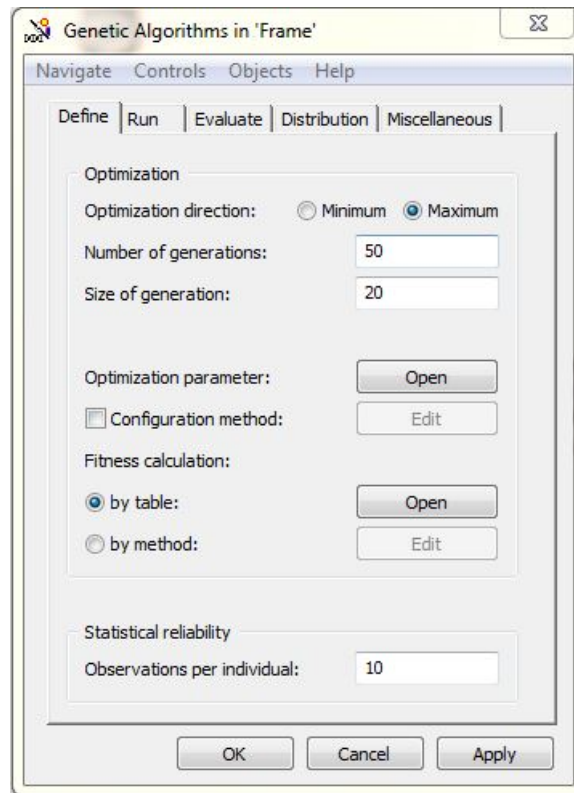 Genetic Algorithms in 'Frame'
Navigate Controls Objects Help
Define Run Evaluate Distribution Miscellaneous
Optimization
Optimization direction: Minimum Maximum
Number of generations: 50
Size of generation: 20
Optimization parameter: Open
Configuration method: Edit
Fitness calculation:
by table: Open
by method: Edit
Statistical reliability
Observations per individual: 10
OK Cancel Apply